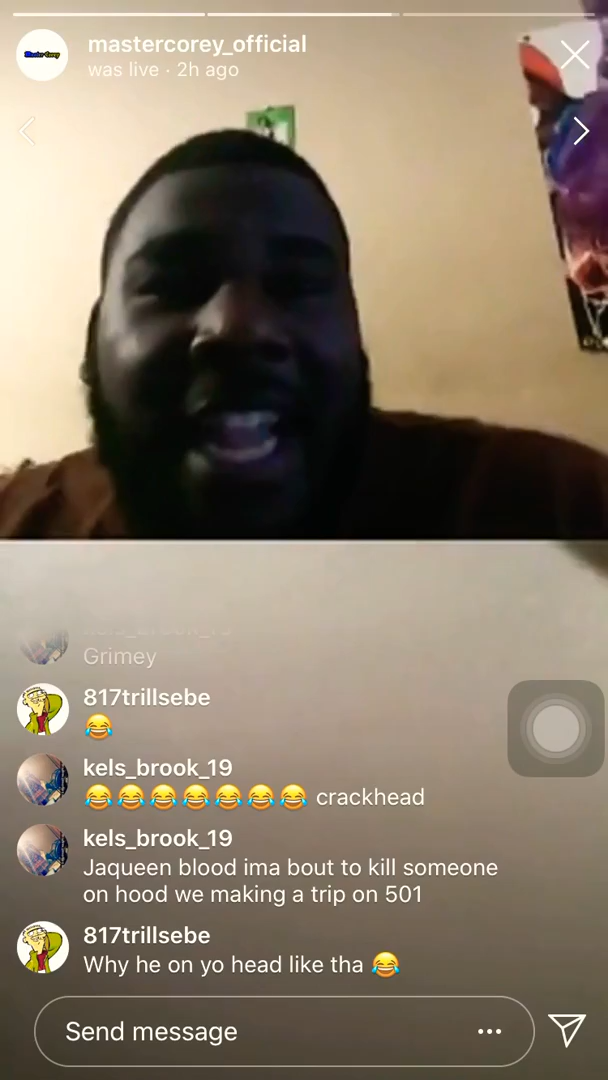 mastercorey_official
was live · 2h ago
Grimey
817trillsebe
😂
kels_brook_19
😂😂😂😂😂😂😂 crackhead
kels_brook_19
Jaqueen blood ima bout to kill someone
on hood we making a trip on 501
817trillsebe
Why he on yo head like tha 😂
Send message